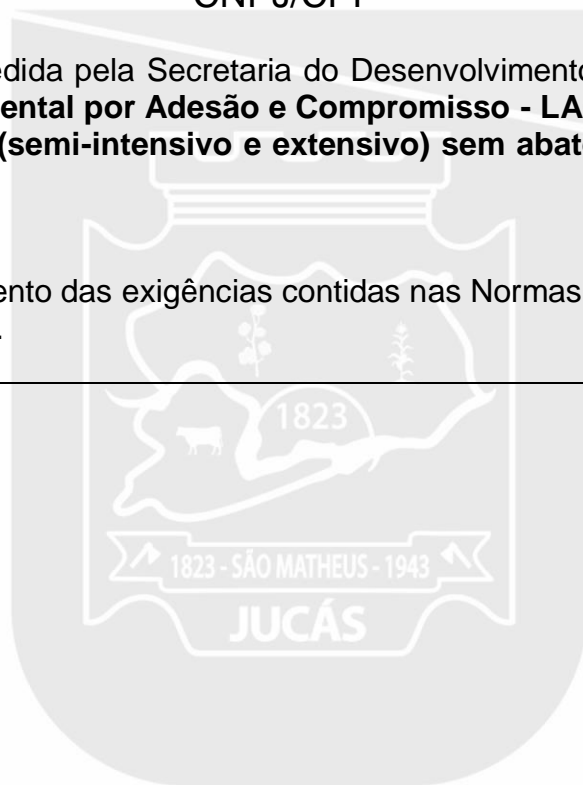 CNPJ/CPF
edida pela Secretaria do Desenvolvimento
ental por Adesão e Compromisso - LA
(semi-intensivo e extensivo) sem abat
ento das exigências contidas nas Normas
.
1823
1823 - SÃO MATHEUS - 1943
JUCÁS